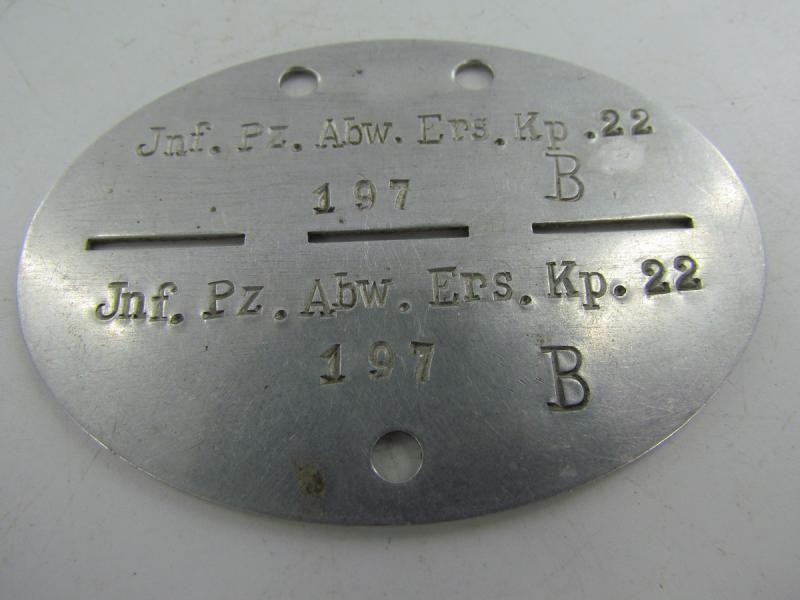 Jnf. Pz. Abw. Ers. Kp. 22
197 B
Jnf. Pz. Abw. Ers. Kp. 22
197 B